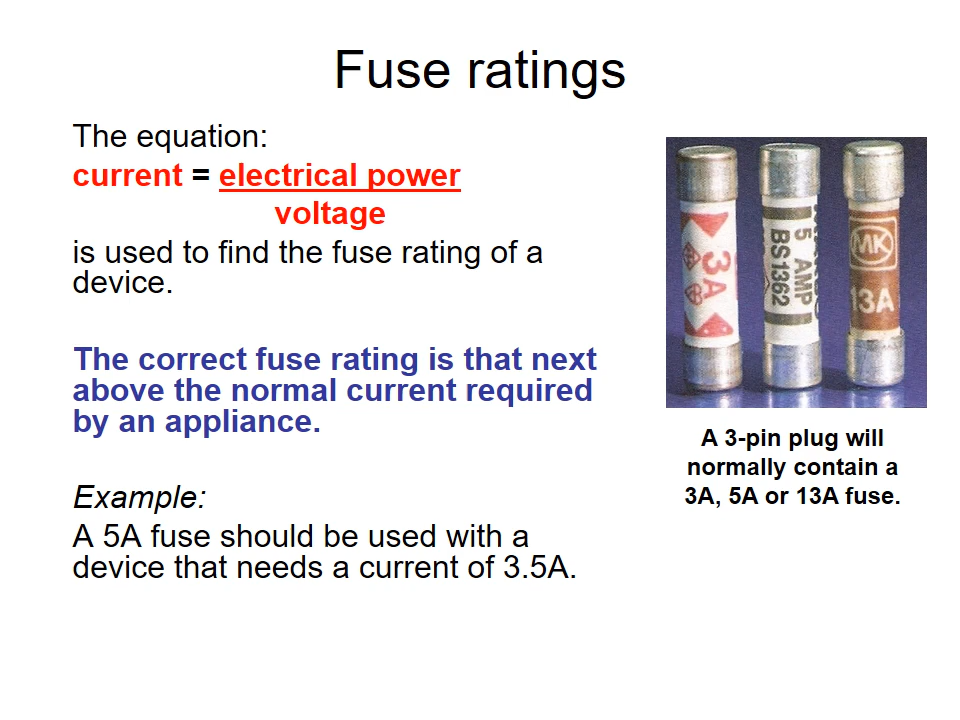 Fuse ratings
The equation:
current = electrical power
voltage
is used to find the fuse rating of a
device.
The correct fuse rating is that next
above the normal current required
by an appliance.
Example:
A 5A fuse should be used with a
device that needs a current of 3.5A.
3A
5 AMP
BS1362
MK
13A
A 3-pin plug will
normally contain a
3A, 5A or 13A fuse.